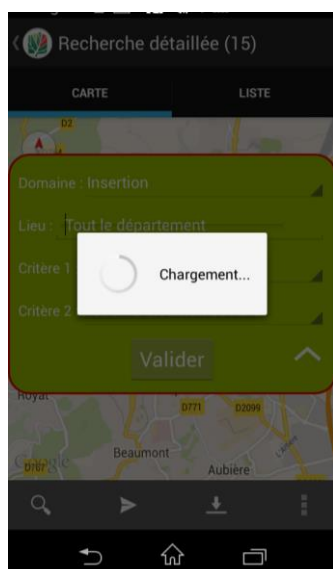 Recherche détaillée (15)
CARTE
LISTE
D2
Domaine : Insertion
Lieu : Tout le département
Critère 1
Chargement...
Critère 2
Valider
Royat
D771
D2099
Beaumont
Aubière
Google